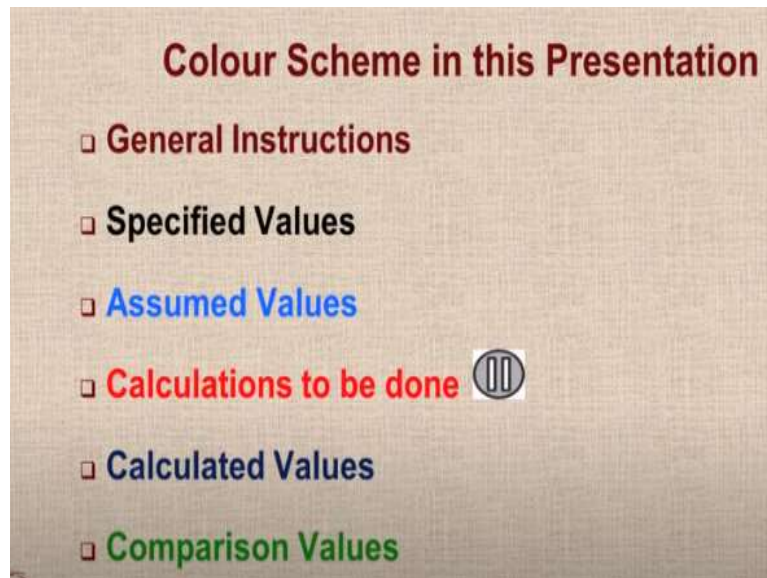 Colour Scheme in this Presentation
General Instructions
Specified Values
Assumed Values
Calculations to be done
Calculated Values
Comparison Values